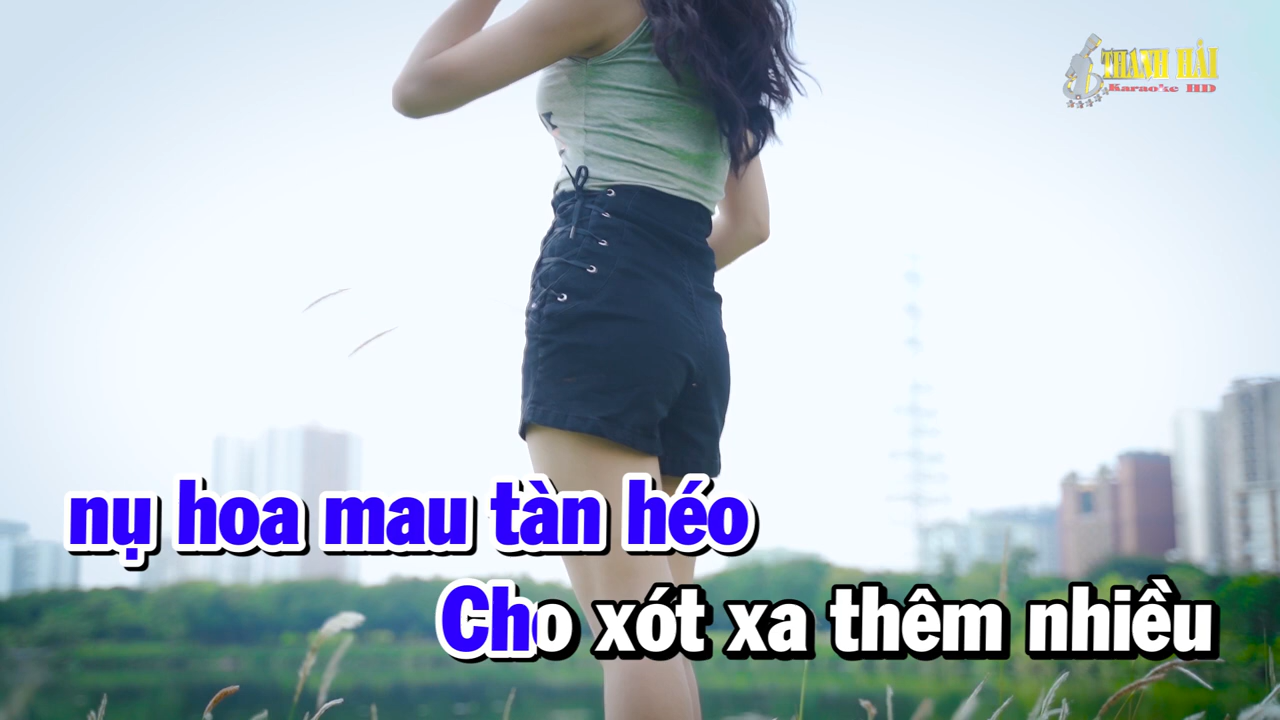 THANH HẢI
Karaoke HD
nụ hoa mau tàn héo
Cho xót xa thêm nhiều